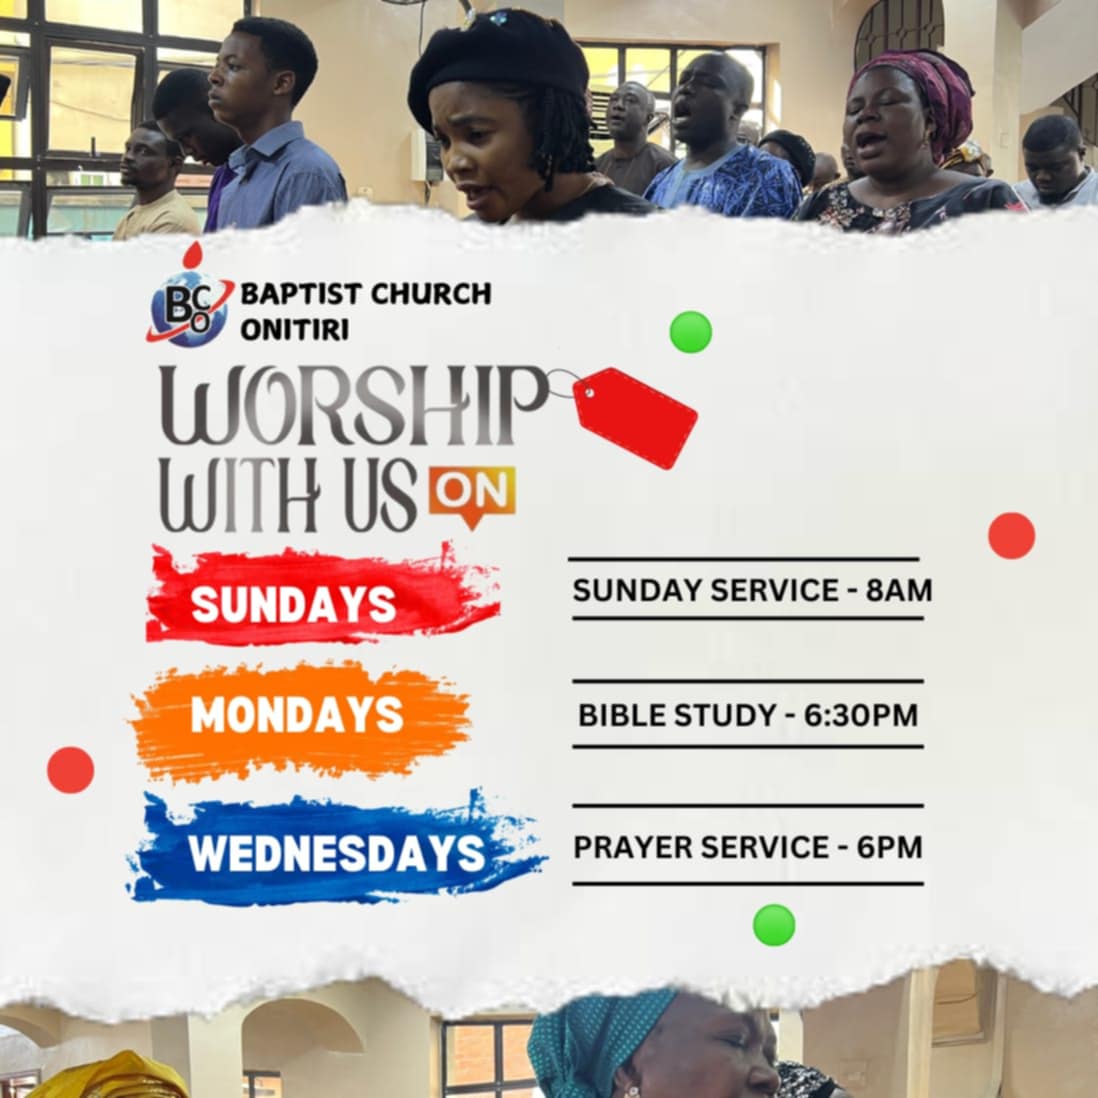 BCO
BAPTIST CHURCH
ONITIRI
WORSHIP
WITH US ON
SUNDAYS
SUNDAY SERVICE - 8AM
MONDAYS
BIBLE STUDY - 6:30PM
WEDNESDAYS
PRAYER SERVICE - 6PM